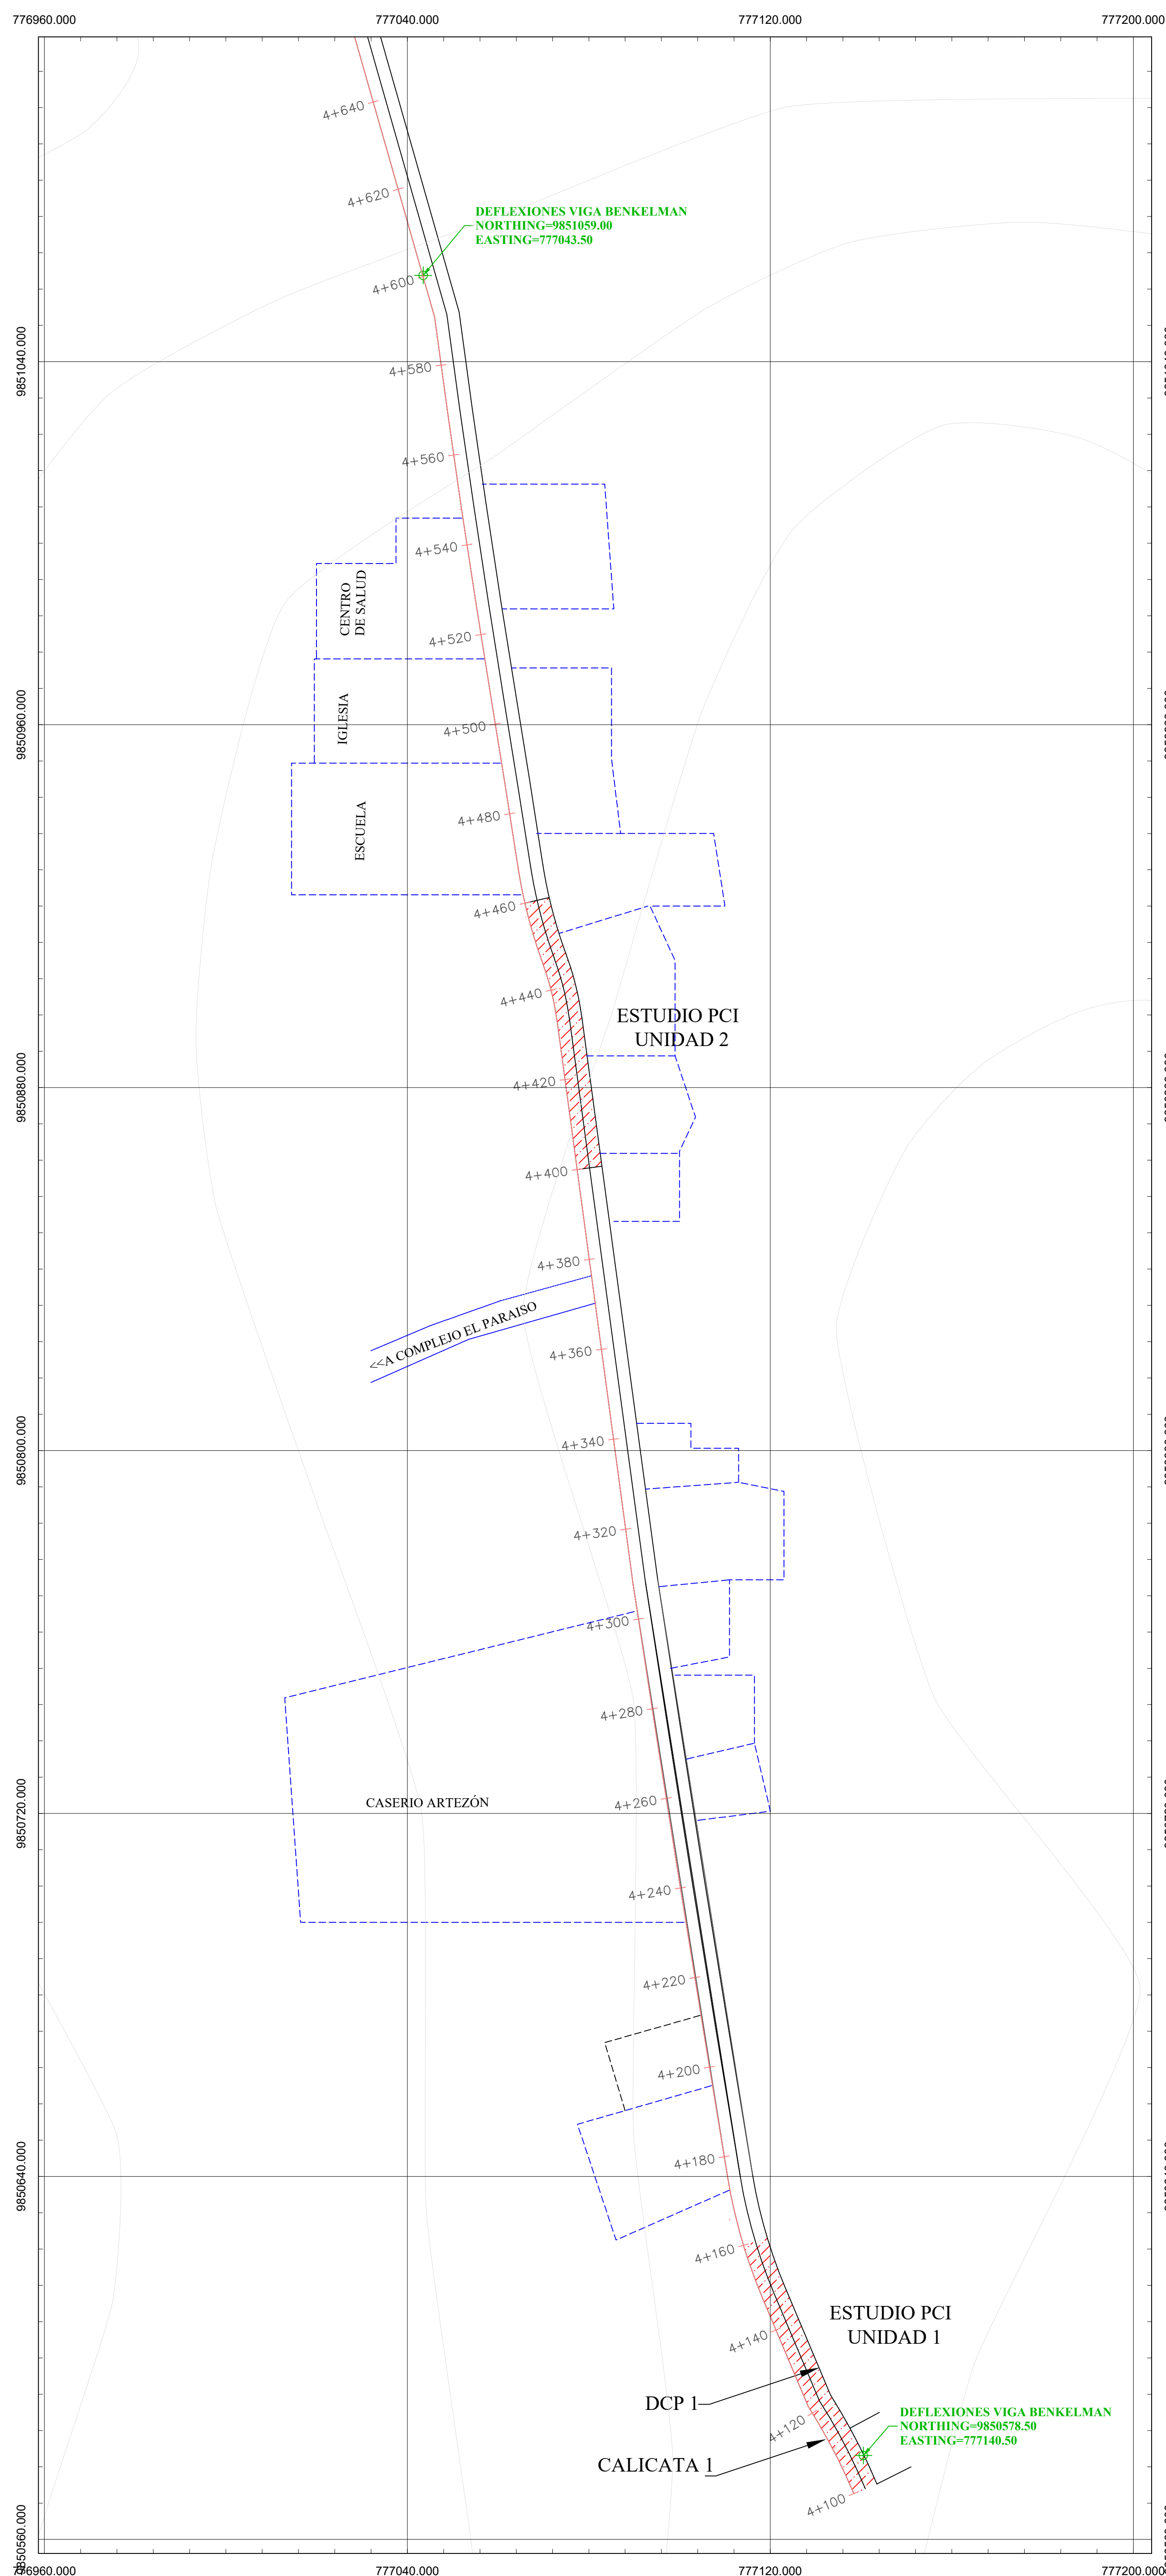 776960.000
777040.000
777120.000
777200.000
4+640
4+620
DEFLEXIONES VIGA BENKELMAN
NORTHING=9851059.00
EASTING=777043.50
4+600
9851040.000
4+580
4+560
4+540
CENTRO
DE SALUD
4+520
IGLESIA
9850960.000
4+500
ESCUELA
4+480
4+460
4+440
ESTUDIO PCI
UNIDAD 2
9850880.000
4+420
4+400
4+380
<<A COMPLEJO EL PARAISO
4+360
4+340
9850800.000
4+320
4+300
4+280
CASERIO ARTEZÓN
4+260
9850720.000
4+240
4+220
4+200
4+180
9850640.000
4+160
ESTUDIO PCI
UNIDAD 1
4+140
DCP 1
4+120
DEFLEXIONES VIGA BENKELMAN
NORTHING=9850578.50
EASTING=777140.50
CALICATA 1
4+100
9850560.000
776960.000
777040.000
777120.000
777200.000